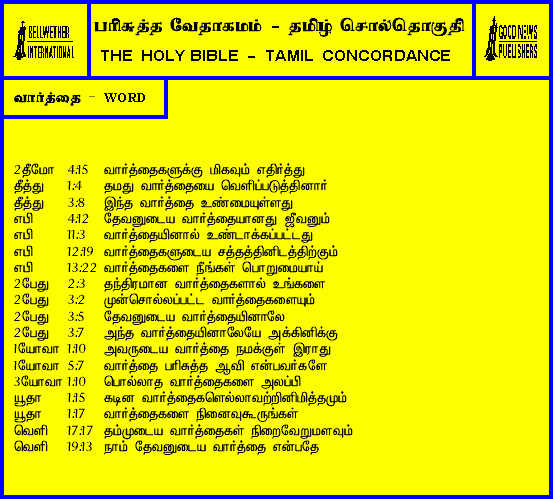 BELLWETHER
INTERNATIONAL
பரிசுத்த வேதாகமம் - தமிழ் சொல்தொகுதி
THE HOLY BIBLE - TAMIL CONCORDANCE
GOOD NEWS
PUBLISHERS
வார்த்தை - WORD
2தீமோ 4:15 வார்த்தைகளுக்கு மிகவும் எதிர்த்து
தீத்து 1:4 தமது வார்த்தையை வெளிப்படுத்தினார்
தீத்து 3:8 இந்த வார்த்தை உண்மையுள்ளது
எபி 4:12 தேவனுடைய வார்த்தையானது ஜீவனும்
எபி 11:3 வார்த்தையினால் உண்டாக்கப்பட்டது
எபி 12:19 வார்த்தைகளுடைய சத்தத்தினிடத்திற்கும்
எபி 13:22 வார்த்தைகளை நீங்கள் பொறுமையாய்
2பேது 2:3 தந்திரமான வார்த்தைகளால் உங்களை
2பேது 3:2 முன்சொல்லப்பட்ட வார்த்தைகளையும்
2பேது 3:5 தேவனுடைய வார்த்தையினாலே
2பேது 3:7 அந்த வார்த்தையினாலேயே அக்கினிக்கு
1யோவா 1:10 அவருடைய வார்த்தை நமக்குள் இராது
1யோவா 5:7 வார்த்தை பரிசுத்த ஆவி என்பவர்களே
3யோவா 1:10 பொல்லாத வார்த்தைகளை அலப்பி
யூதா 1:15 கடின வார்த்தைகளெல்லாவற்றினிமித்தமும்
யூதா 1:17 வார்த்தைகளை நினைவுகூருங்கள்
வெளி 17:17 தம்முடைய வார்த்தைகள் நிறைவேறுமளவும்
வெளி 19:13 நாம் தேவனுடைய வார்த்தை என்பதே